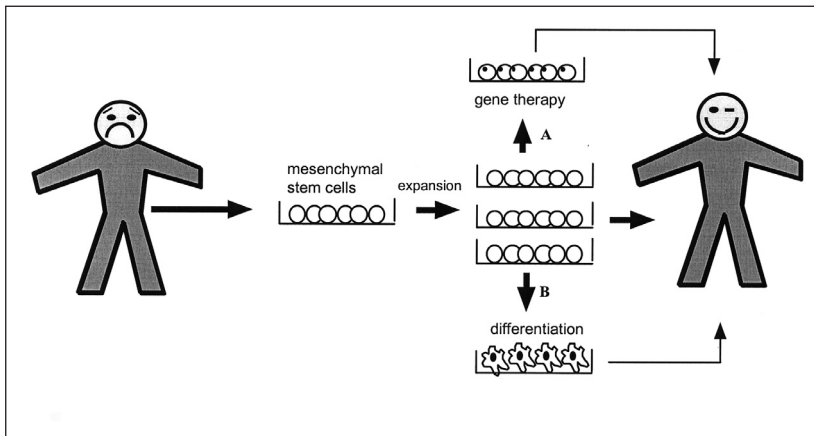 gene therapy
A
mesenchymal
stem cells
expansion
B
differentiation